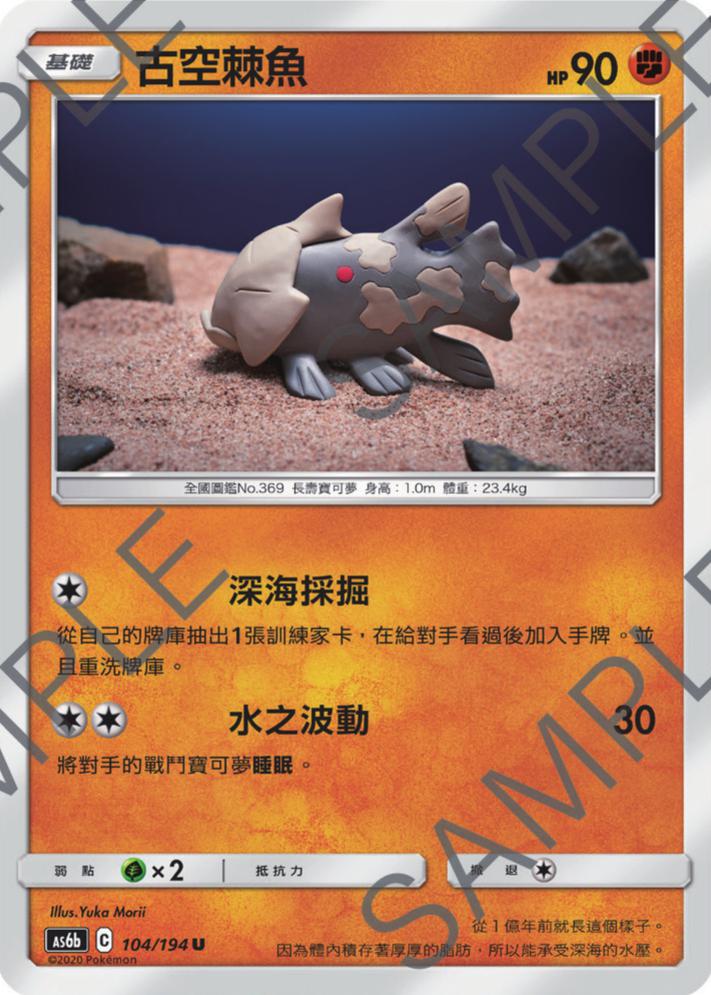 基礎 古空棘魚 HP 90
全國圖鑑No.369 長壽寶可夢 身高：1.0m 體重：23.4kg
深海採掘
從自己的牌庫抽出1張訓練家卡，在給對手看過後加入手牌。並
且重洗牌庫。
水之波動 30
將對手的戰鬥寶可夢睡眠。
弱點 ×2 抵抗力 撤退
Illus.Yuka Morii
從1億年前就長這個樣子。
AS6b C 104/194 U
因為體內積存著厚厚的脂肪，所以能承受深海的水壓。
©2020 Pokémon
SAMPLE
SAMPLE
SAMPLE